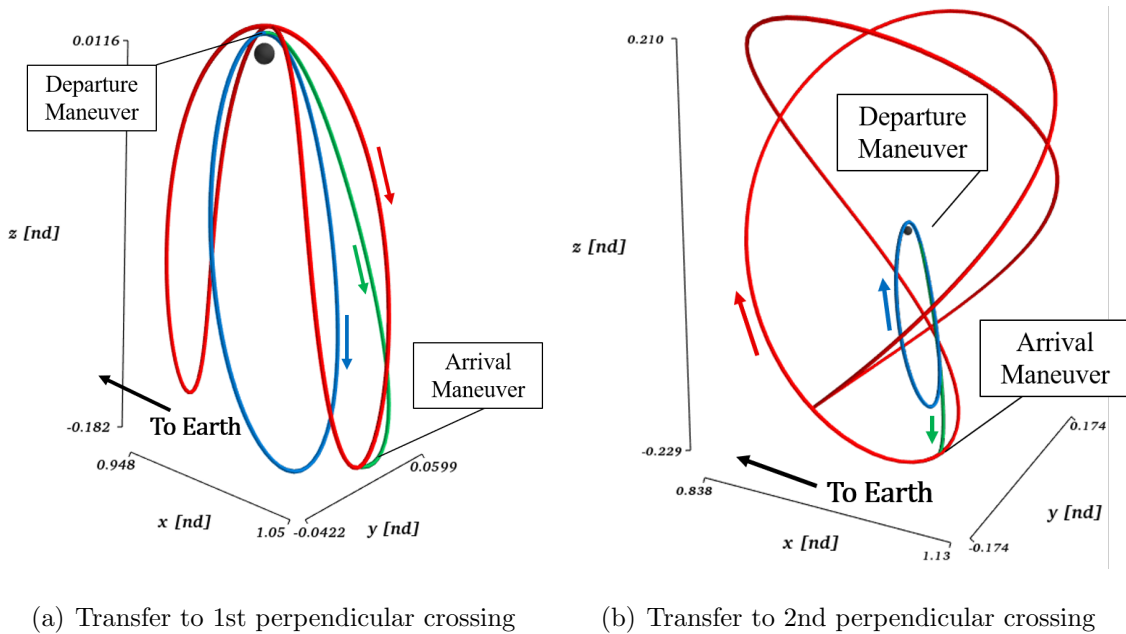 0.0116
Departure
Maneuver
z [nd]
Arrival
Maneuver
To Earth
-0.182
0.948
0.0599
x [nd]
1.05
-0.0422
y [nd]
(a) Transfer to 1st perpendicular crossing
0.210
Departure
Maneuver
z [nd]
Arrival
Maneuver
0.174
-0.229
To Earth
0.838
y [nd]
x [nd]
-0.174
1.13
(b) Transfer to 2nd perpendicular crossing